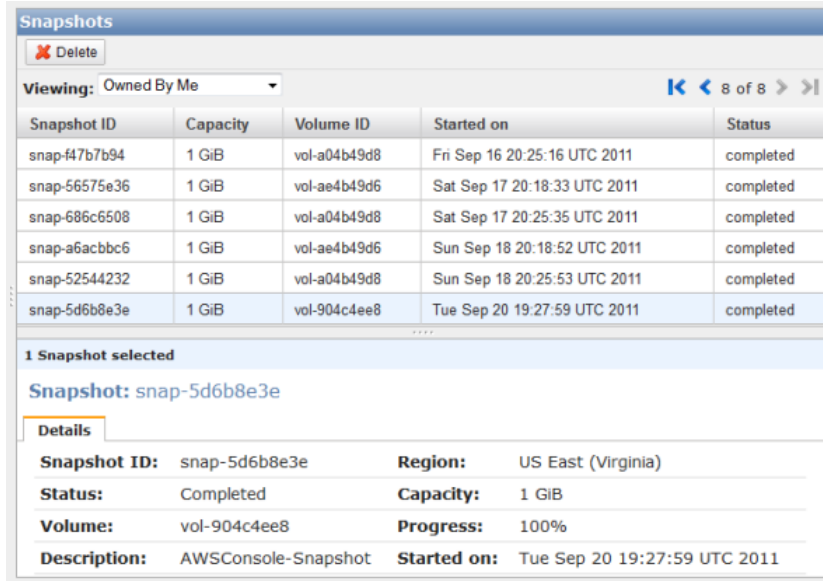 Snapshots
Delete
Viewing: Owned By Me 8 of 8
Snapshot ID Capacity Volume ID Started on Status
snap-f47b7b94 1 GiB vol-a04b49d8 Fri Sep 16 20:25:16 UTC 2011 completed
snap-56575e36 1 GiB vol-ae4b49d6 Sat Sep 17 20:18:33 UTC 2011 completed
snap-686c6508 1 GiB vol-a04b49d8 Sat Sep 17 20:25:35 UTC 2011 completed
snap-a6acbbc6 1 GiB vol-ae4b49d6 Sun Sep 18 20:18:52 UTC 2011 completed
snap-52544232 1 GiB vol-a04b49d8 Sun Sep 18 20:25:53 UTC 2011 completed
snap-5d6b8e3e 1 GiB vol-904c4ee8 Tue Sep 20 19:27:59 UTC 2011 completed
1 Snapshot selected
Snapshot: snap-5d6b8e3e
Details
Snapshot ID: snap-5d6b8e3e Region: US East (Virginia)
Status: Completed Capacity: 1 GiB
Volume: vol-904c4ee8 Progress: 100%
Description: AWSConsole-Snapshot Started on: Tue Sep 20 19:27:59 UTC 2011